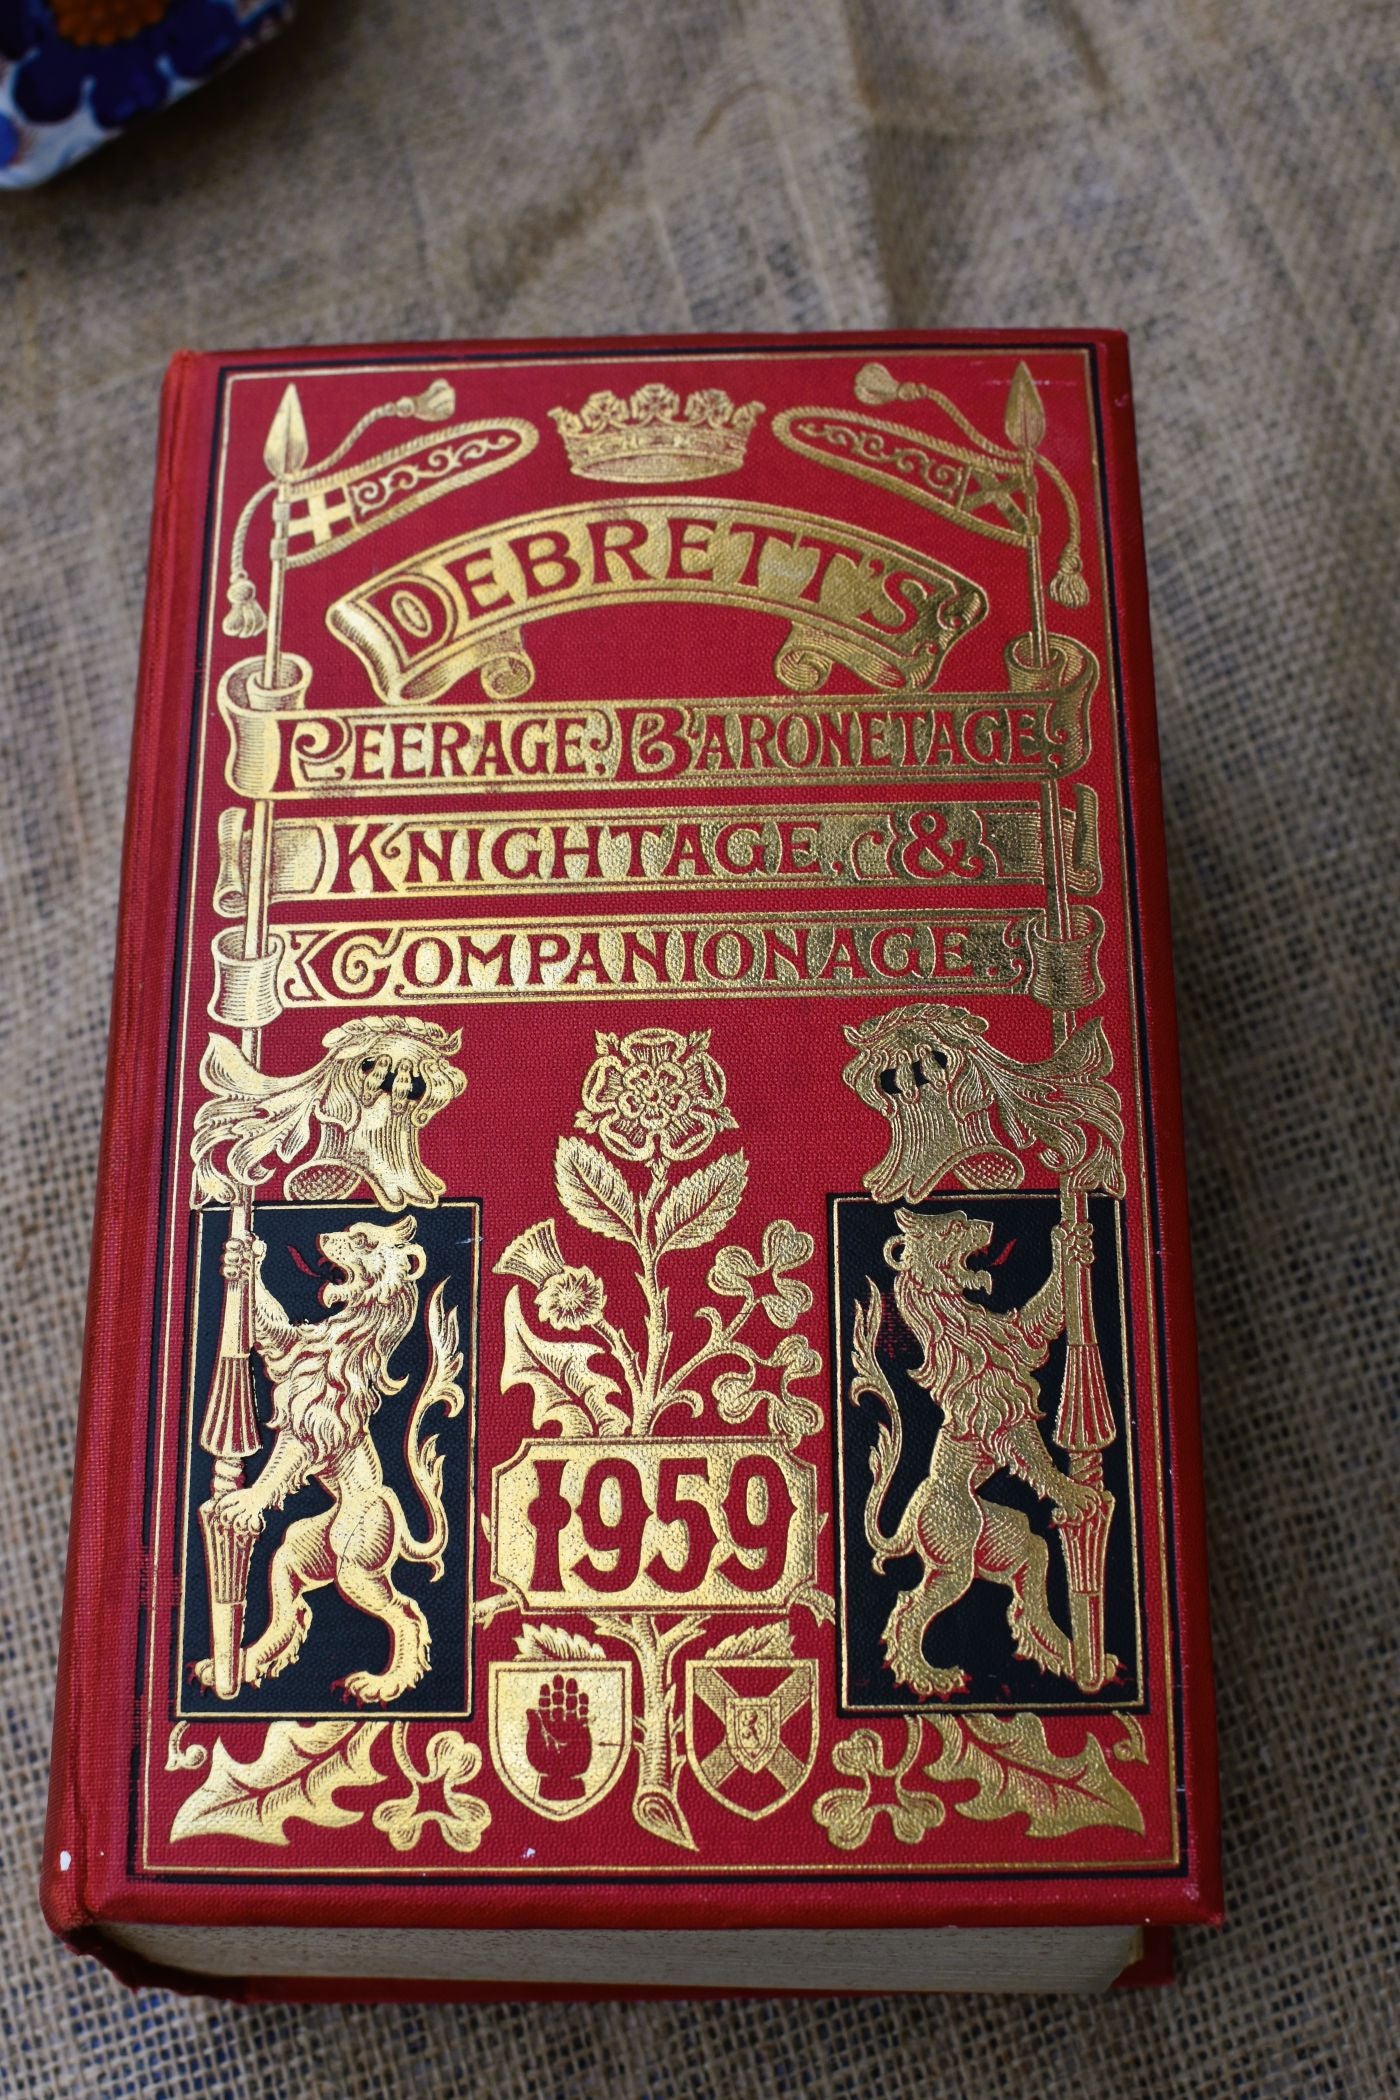 DEBRETT'S
PEERAGE, BARONETAGE,
KNIGHTAGE, &
COMPANIONAGE.
1959